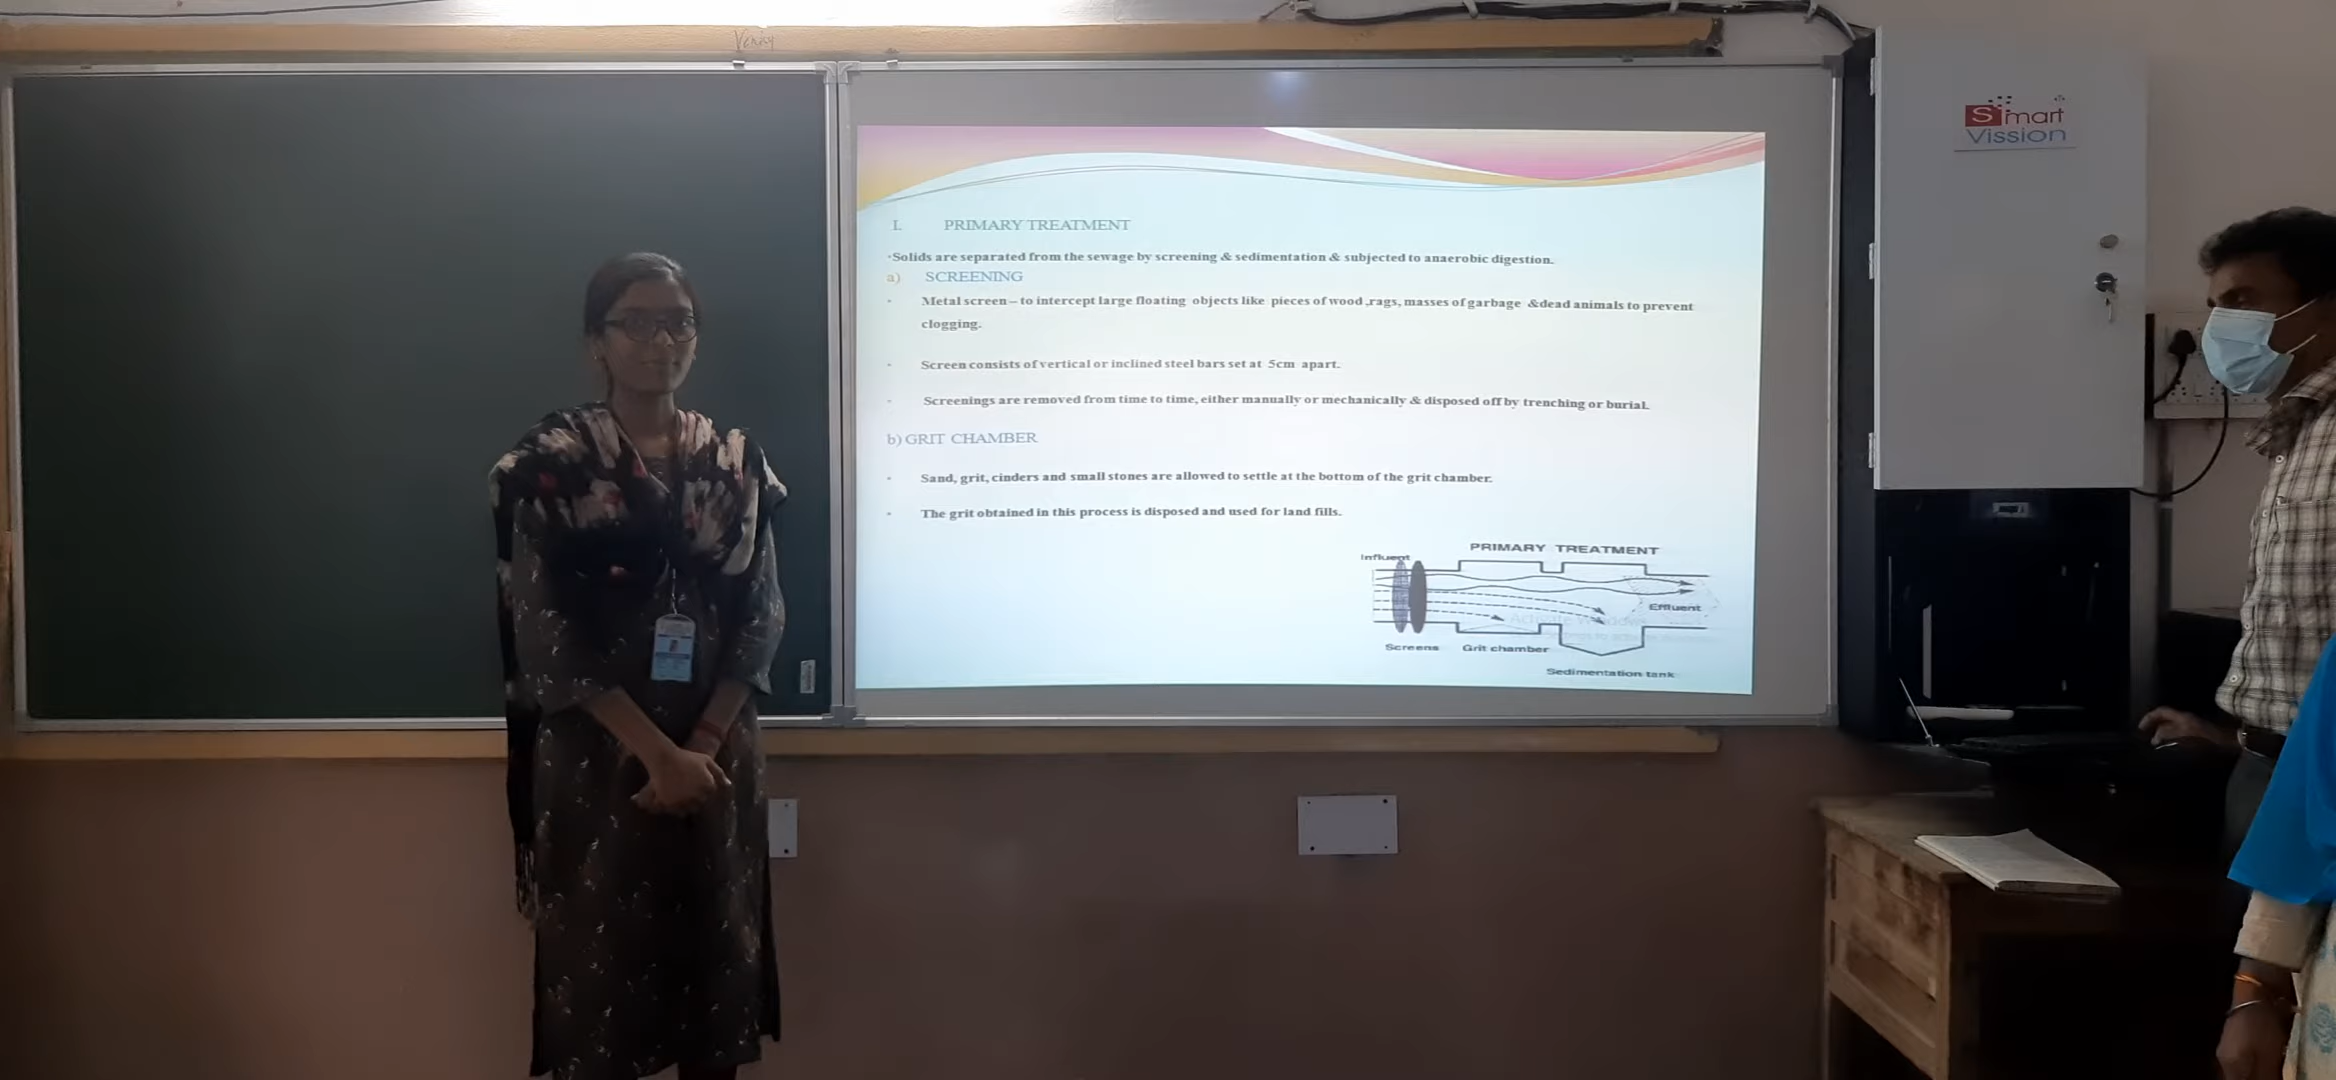 Smart
Vission
I. PRIMARY TREATMENT
•Solids are separated from the sewage by screening & sedimentation & subjected to anaerobic digestion.
a) SCREENING
• Metal screen – to intercept large floating objects like pieces of wood ,rags, masses of garbage &dead animals to prevent
clogging.
• Screen consists of vertical or inclined steel bars set at 5cm apart.
• Screenings are removed from time to time, either manually or mechanically & disposed off by trenching or burial.
b) GRIT CHAMBER
• Sand, grit, cinders and small stones are allowed to settle at the bottom of the grit chamber.
• The grit obtained in this process is disposed and used for land fills.
PRIMARY TREATMENT
Influent
Effluent
Activate Windows
Screens Grit chamber
Sedimentation tank